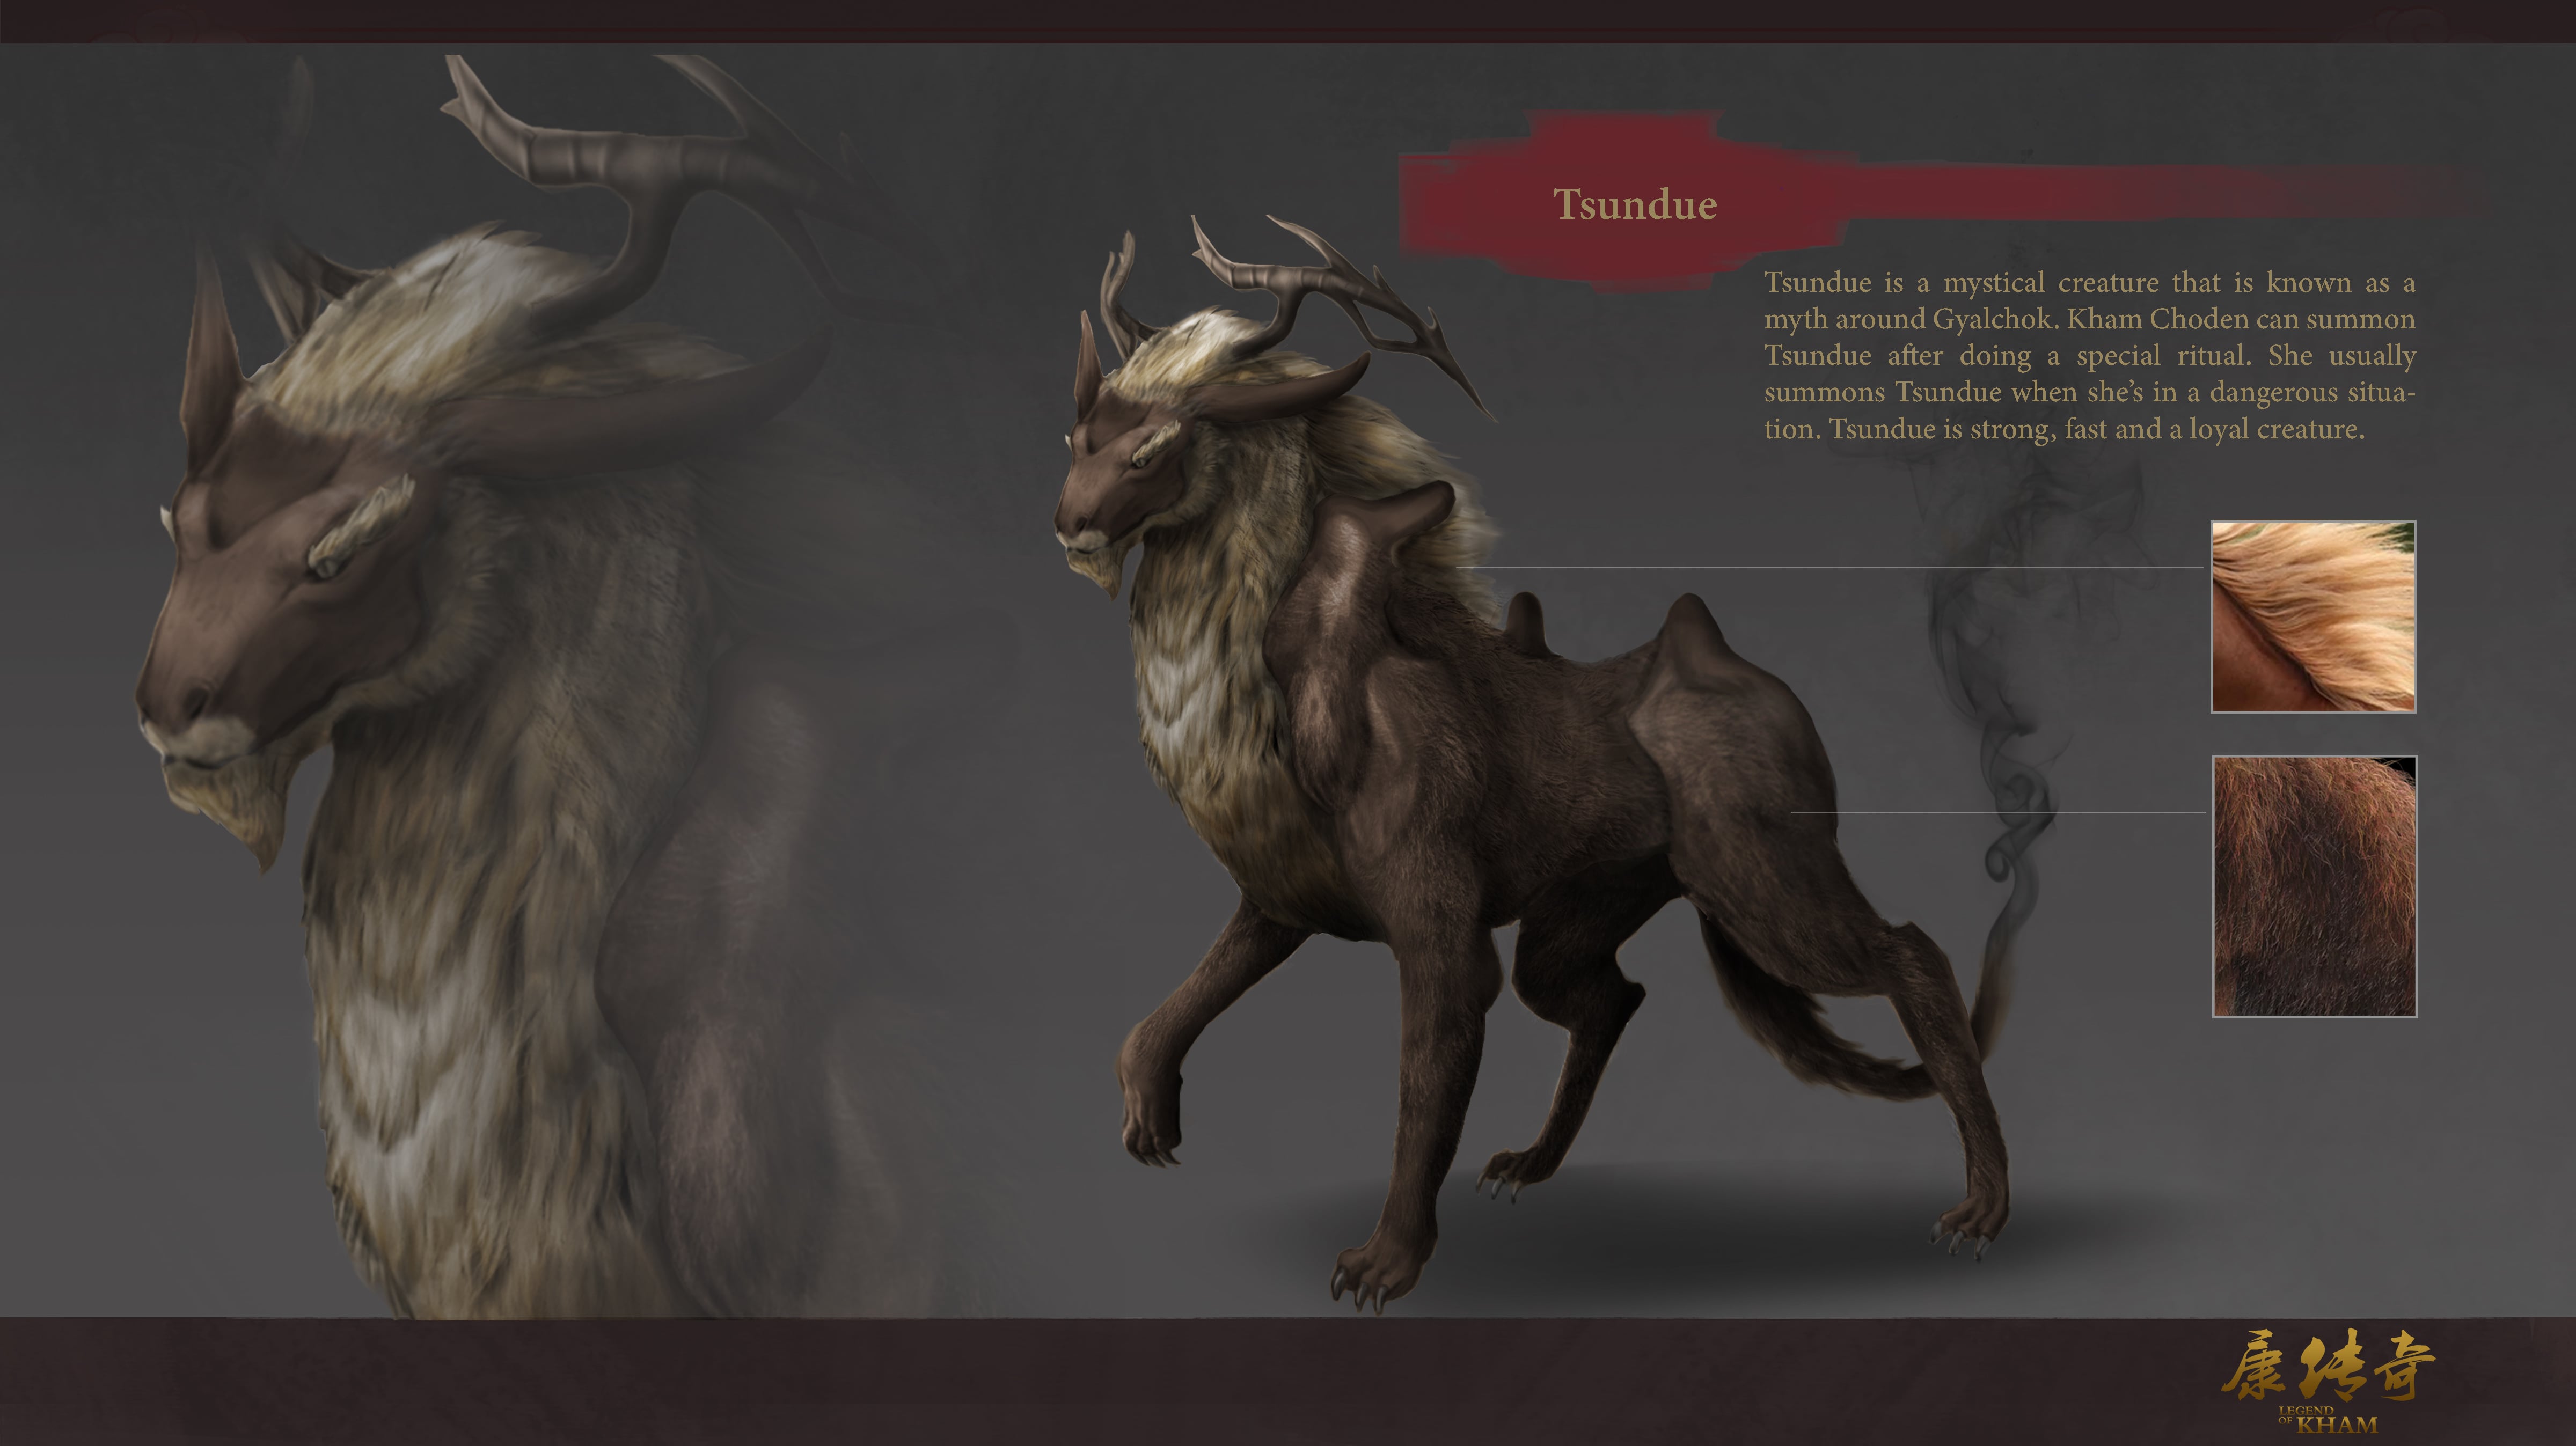 Tsundue
Tsundue is a mystical creature that is known as a
myth around Gyalchok. Kham Choden can summon
Tsundue after doing a special ritual. She usually
summons Tsundue when she’s in a dangerous situa-
tion. Tsundue is strong, fast and a loyal creature.
康传奇
LEGEND
OF KHAM